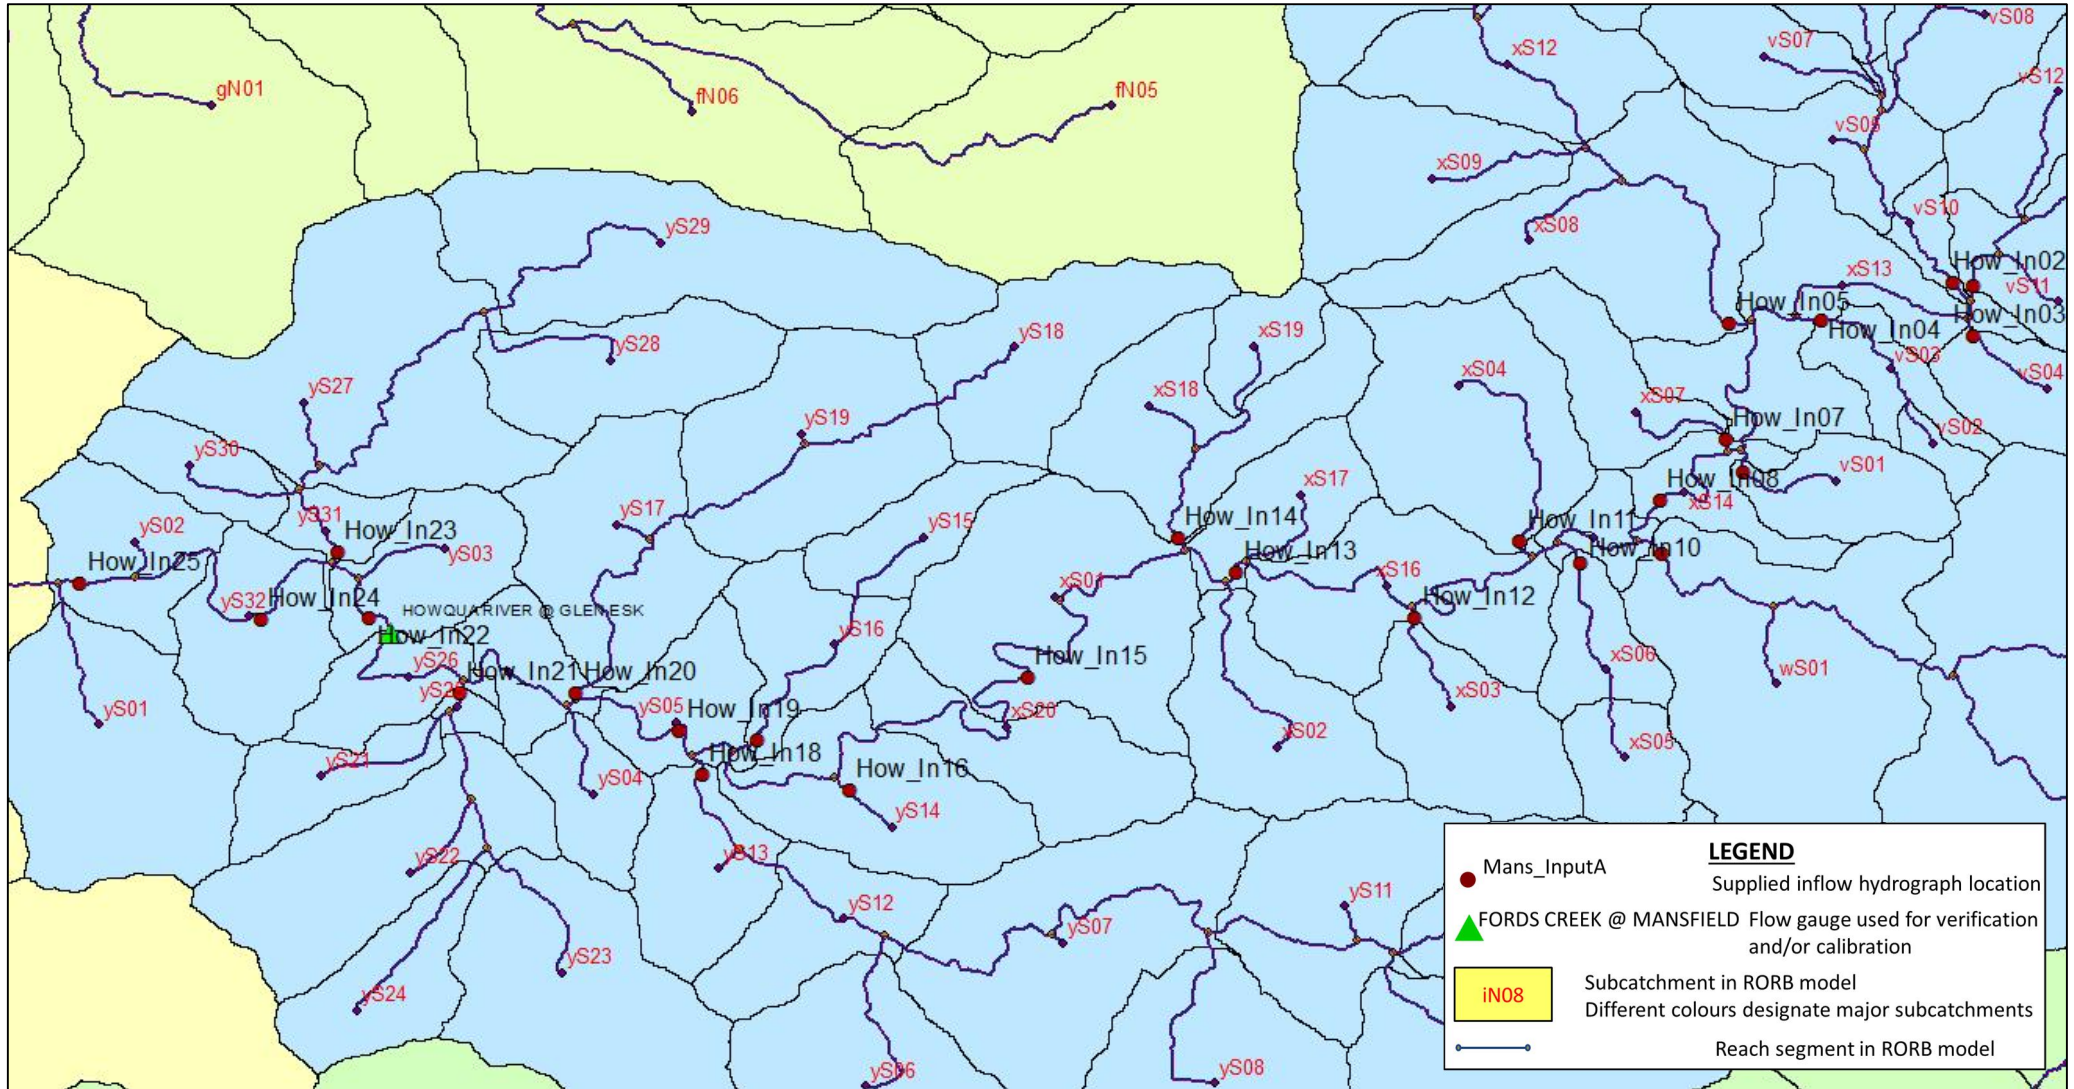 vS08
xS12
vS07
vS12
gN01
fN06
fN05
vS09
xS09
vS10
xS08
yS29
How_In02
xS13
vS11
How_In05
How_In03
How_In04
yS18
xS19
yS28
vS03
vS04
xS04
yS27
xS18
xS07
How_In07
yS19
vS02
yS30
vS01
xS17
How_In08
xS14
yS31
How_In14
How_In11
yS02
How_In23
yS17
yS15
yS03
How_In13
How_In10
How_In25
xS01
xS16
yS32
How_In24
How_In12
HOWQUA RIVER @ GLEN ESK
How_In22
yS16
yS26
How_In15
xS06
How_In21
How_In20
wS01
xS03
yS01
yS05
How_In19
xS20
xS02
xS05
How_In18
yS21
How_In16
yS04
yS14
yS22
yS13
yS12
yS11
yS07
yS23
yS24
yS06
yS08
LEGEND
Mans_InputA
Supplied inflow hydrograph location
FORDS CREEK @ MANSFIELD Flow gauge used for verification
and/or calibration
iN08
Subcatchment in RORB model
Different colours designate major subcatchments
Reach segment in RORB model